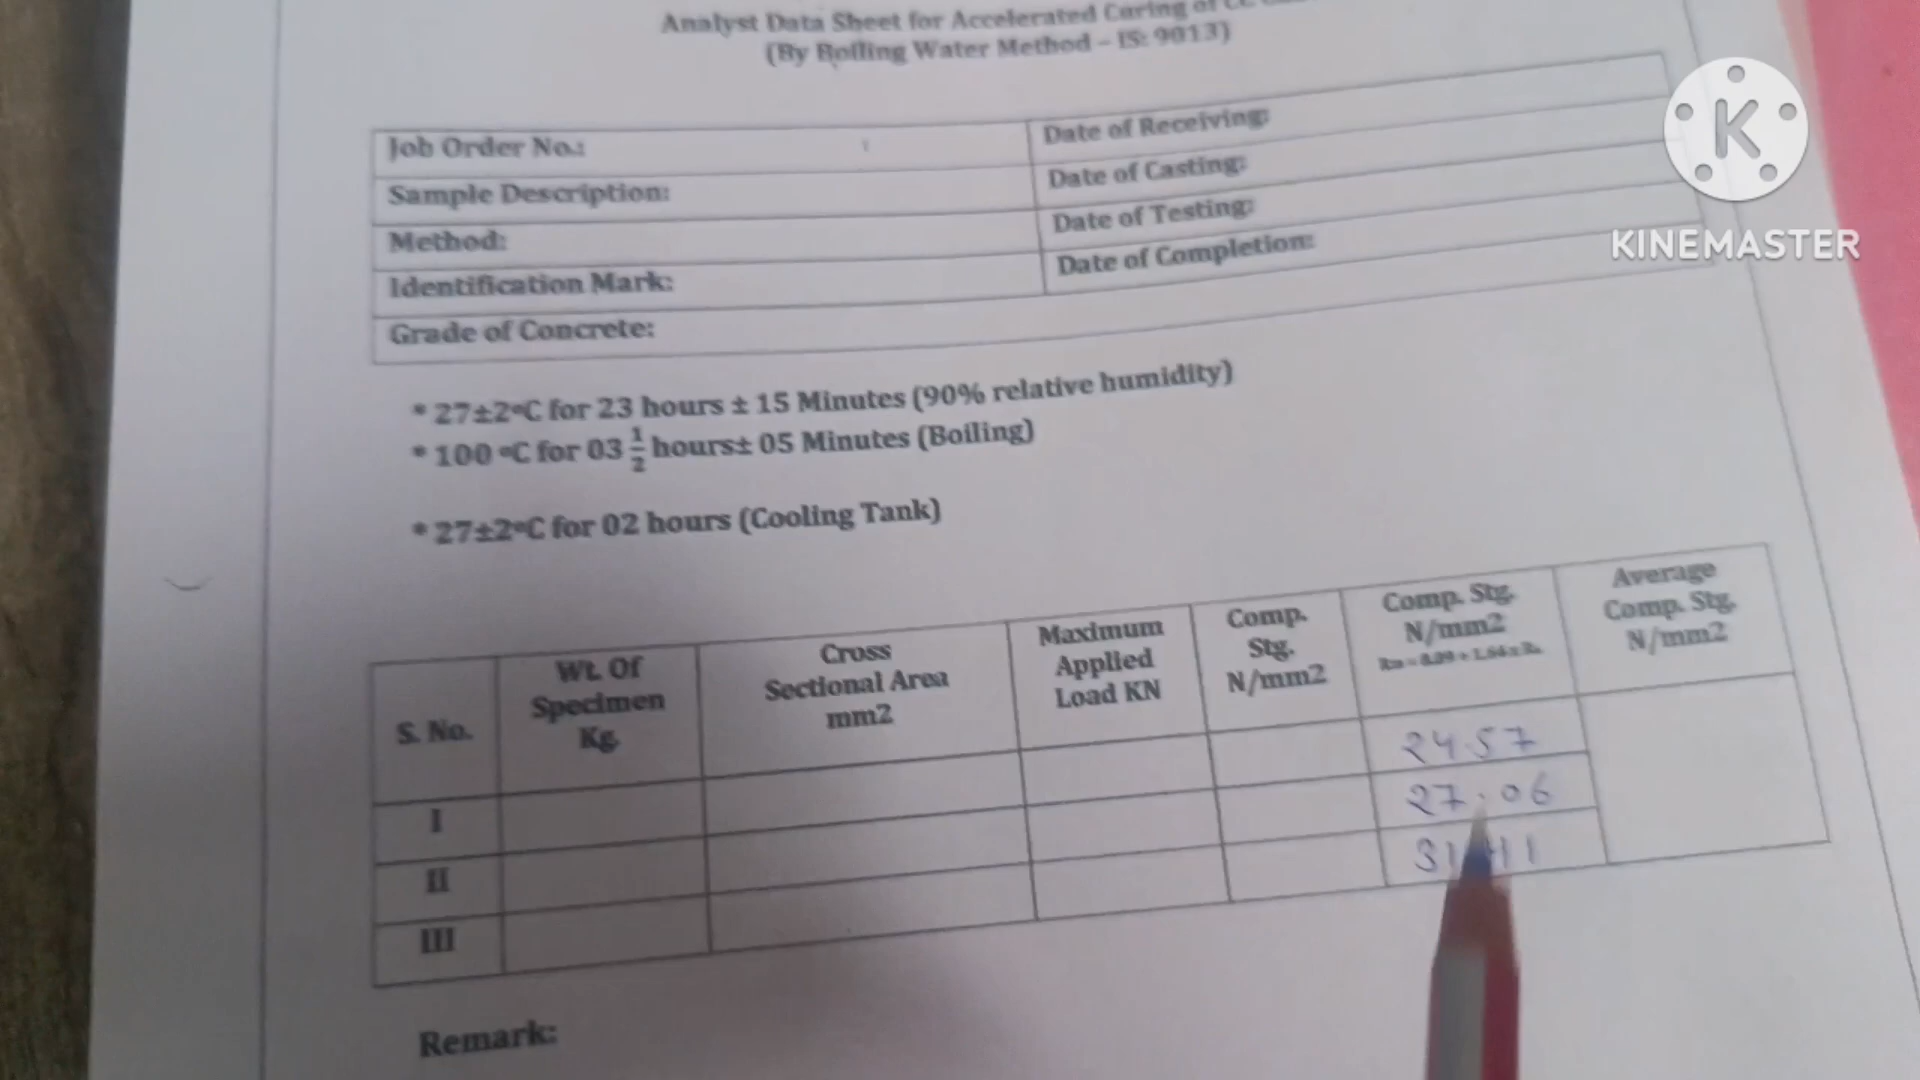 Analyst Data Sheet for Accelerated Curing of CC
(By Boiling Water Method – IS: 9013)
K
KINEMASTER
Job Order No.: Date of Receiving:
Sample Description: Date of Casting:
Method: Date of Testing:
Identification Mark: Date of Completion:
Grade of Concrete:
* 27±2°C for 23 hours ± 15 Minutes (90% relative humidity)
* 100 °C for 03 1/2 hours± 05 Minutes (Boiling)
* 27±2°C for 02 hours (Cooling Tank)
S. No.
Wt. Of
Specimen
Kg.
Cross
Sectional Area
mm2
Maximum
Applied
Load KN
Comp.
Stg.
N/mm2
Comp. Stg.
N/mm2
Average
Comp. Stg.
N/mm2
I 24.57
II 27.06
III
Remark: